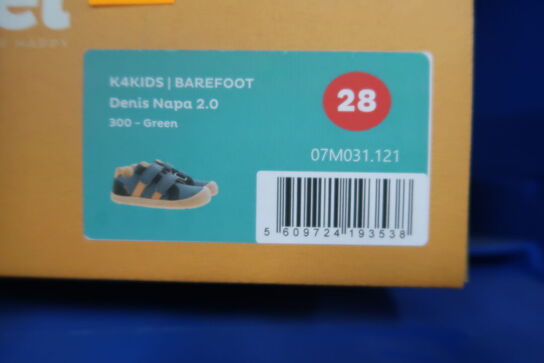 K4KIDS | BAREFOOT
Denis Napa 2.0
300 - Green
28
07M031.121
5 609724 193538